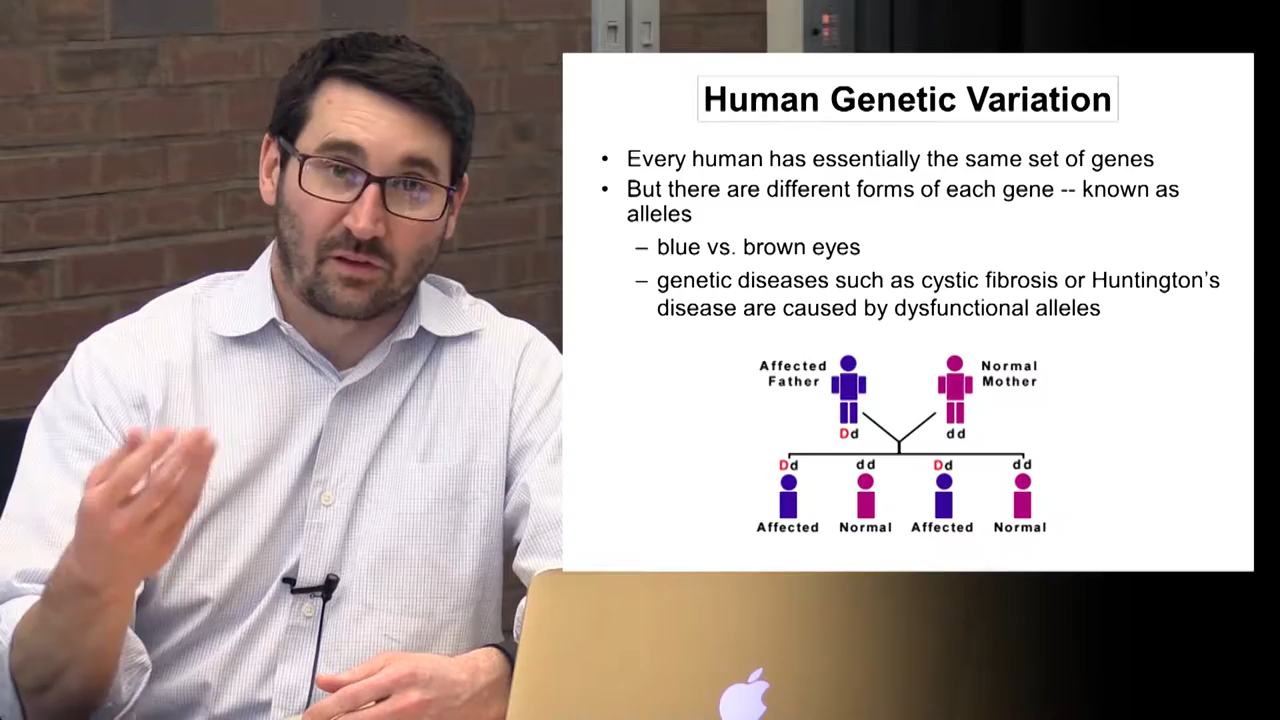 Human Genetic Variation
• Every human has essentially the same set of genes
• But there are different forms of each gene -- known as
alleles
– blue vs. brown eyes
– genetic diseases such as cystic fibrosis or Huntington's
disease are caused by dysfunctional alleles
Affected
Father
Normal
Mother
Dd
dd
Dd dd Dd dd
Affected Normal Affected Normal